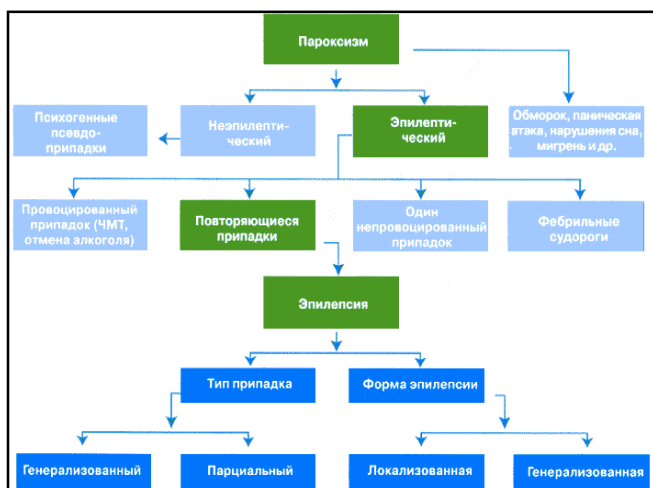 Пароксизм
Психогенные
псевдо-
припадки
Неэпилепти-
ческий
Эпилепти-
ческий
Обморок, паническая
атака, нарушения сна,
мигрень и др.
Провоцированный
припадок (ЧМТ,
отмена алкоголя)
Повторяющиеся
припадки
Один
непровоцированный
припадок
Фебрильные
судороги
Эпилепсия
Тип припадка
Форма эпилепсии
Генерализованный
Парциальный
Локализованная
Генерализованная